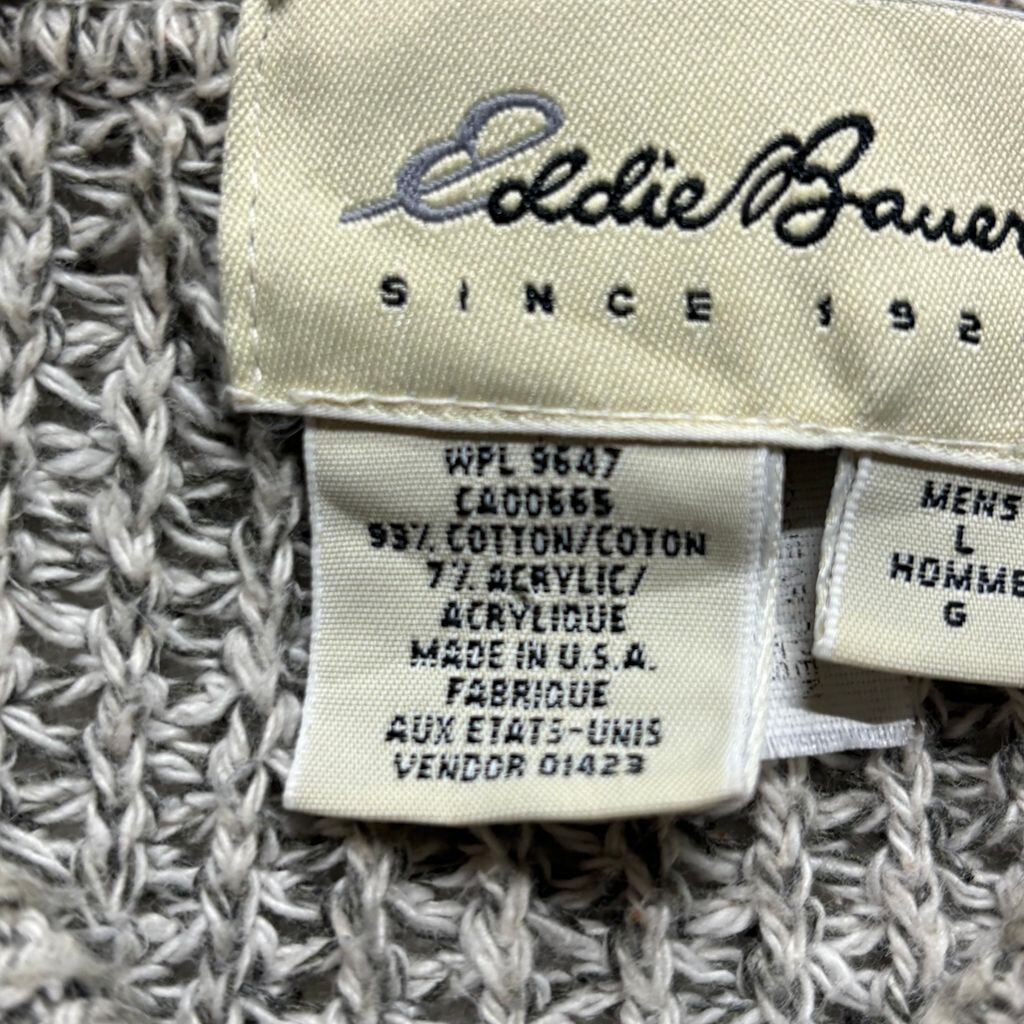 Eddie Bauer
SINCE 192
WPL 9647
CA00665
93% COTTON/COTON
7% ACRYLIC/
ACRYLIQUE
MADE IN U.S.A.
FABRIQUE
AUX ETATS-UNIS
VENDOR 01423
MENS
L
HOMME
G